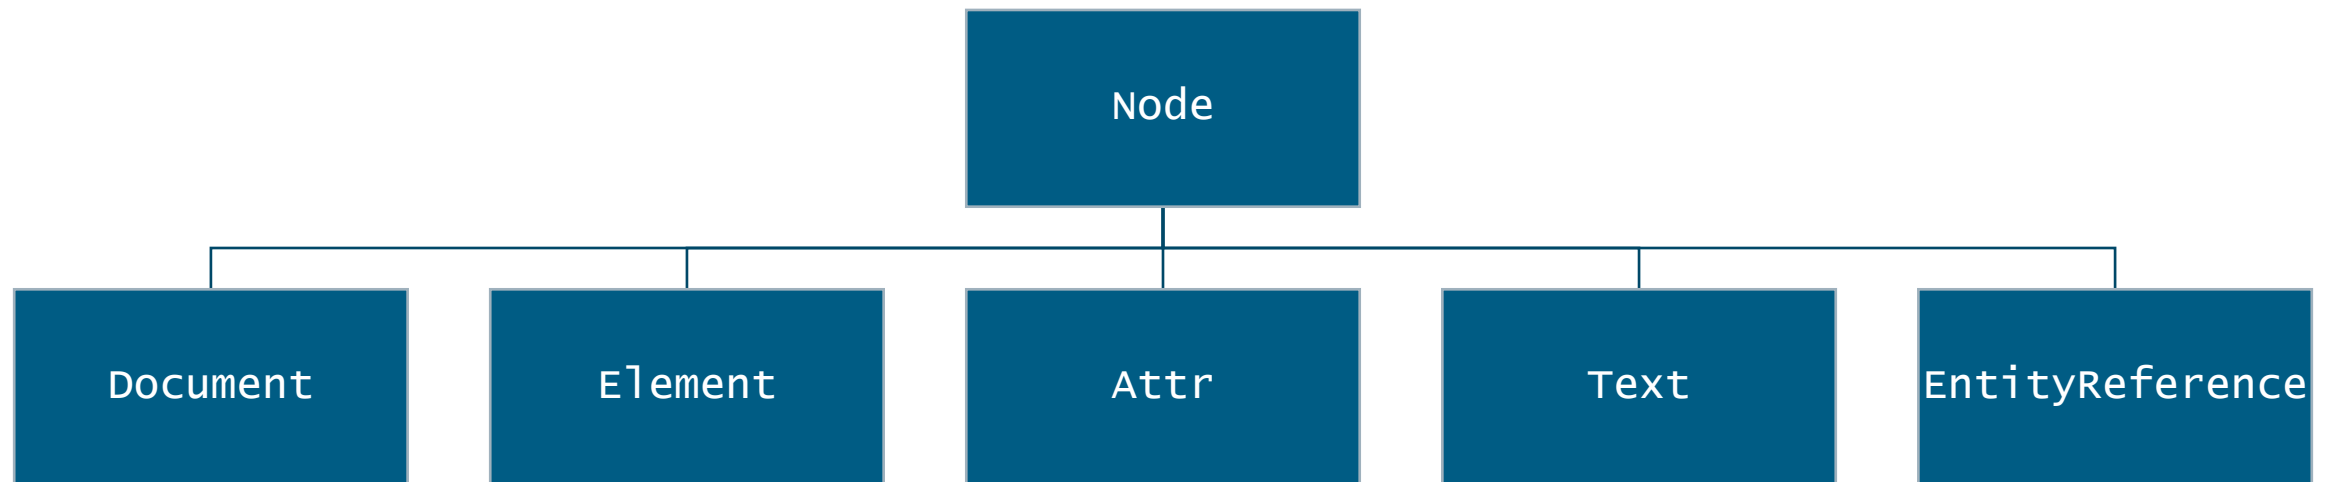 Node
Document
Element
Attr
Text
EntityReference